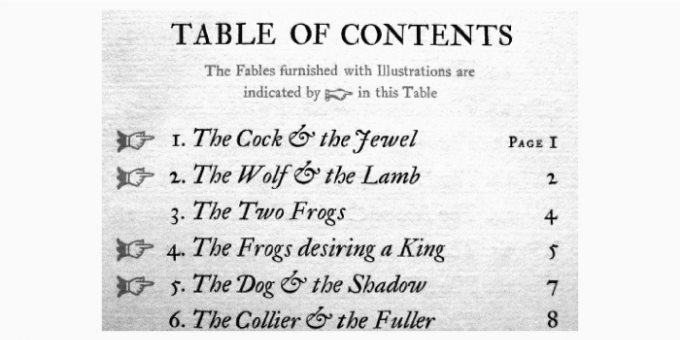 TABLE OF CONTENTS
The Fables furnished with Illustrations are
indicated by ☞ in this Table
☞ 1. The Cock & the Jewel PAGE 1
☞ 2. The Wolf & the Lamb 2
3. The Two Frogs 4
☞ 4. The Frogs desiring a King 5
☞ 5. The Dog & the Shadow 7
6. The Collier & the Fuller 8